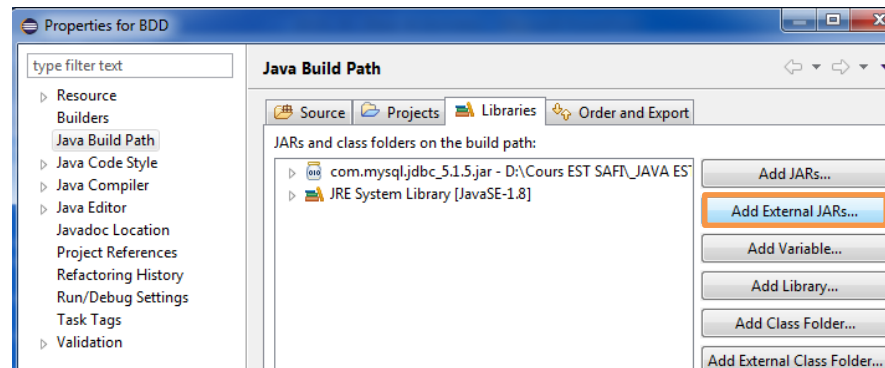 Properties for BDD
type filter text
Resource
Builders
Java Build Path
Java Code Style
Java Compiler
Java Editor
Javadoc Location
Project References
Refactoring History
Run/Debug Settings
Task Tags
Validation
Java Build Path
Source Projects Libraries Order and Export
JARs and class folders on the build path:
com.mysql.jdbc_5.1.5.jar - D:\Cours EST SAFI\_JAVA EST
JRE System Library [JavaSE-1.8]
Add JARs...
Add External JARs...
Add Variable...
Add Library...
Add Class Folder...
Add External Class Folder...